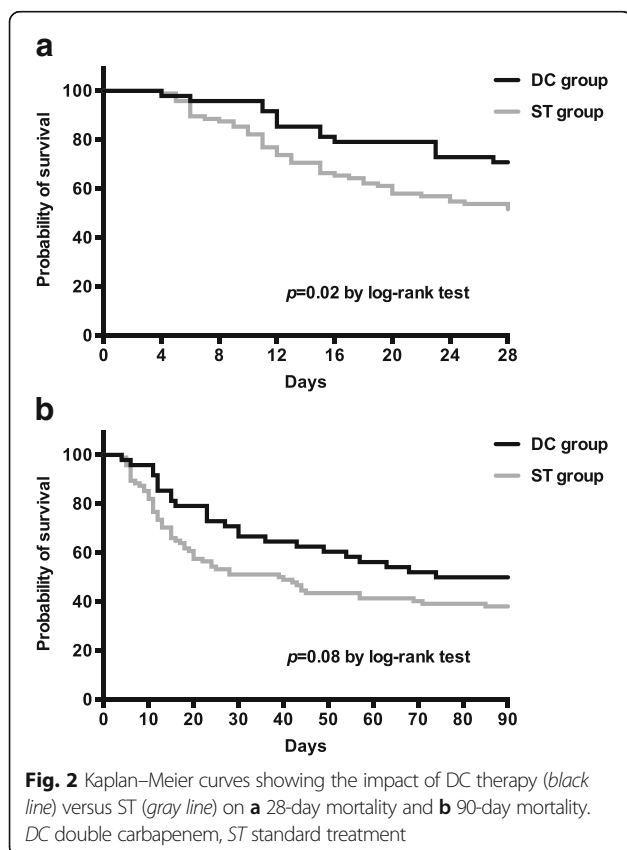 a
100
80
60
40
20
0
Probability of survival
DC group
ST group
p=0.02 by log-rank test
0 4 8 12 16 20 24 28
Days
b
100
80
60
40
20
0
Probability of survival
DC group
ST group
p=0.08 by log-rank test
0 10 20 30 40 50 60 70 80 90
Days
Fig. 2 Kaplan–Meier curves showing the impact of DC therapy (black
line) versus ST (gray line) on a 28-day mortality and b 90-day mortality.
DC double carbapenem, ST standard treatment